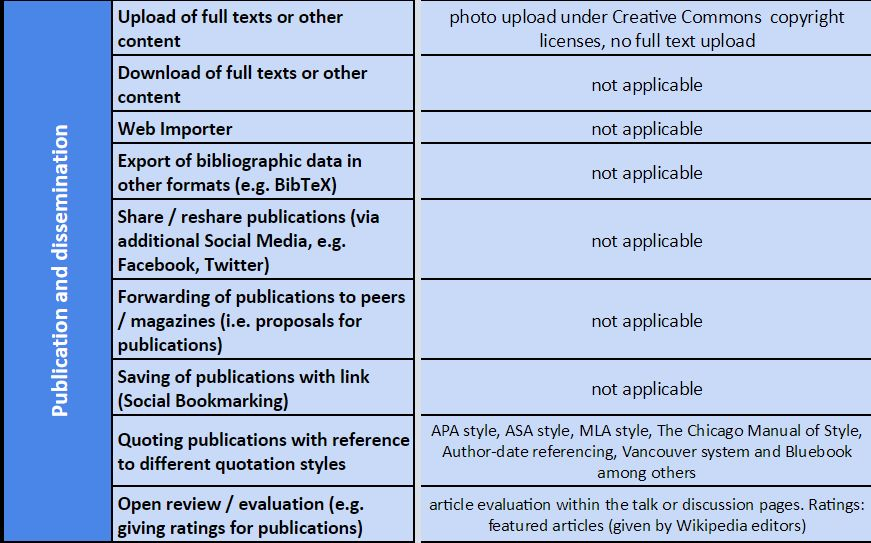 Publication and dissemination
Upload of full texts or other
content
photo upload under Creative Commons copyright
licenses, no full text upload
Download of full texts or other
content
not applicable
Web Importer
not applicable
Export of bibliographic data in
other formats (e.g. BibTeX)
not applicable
Share / reshare publications (via
additional Social Media, e.g.
Facebook, Twitter)
not applicable
Forwarding of publications to peers
/ magazines (i.e. proposals for
publications)
not applicable
Saving of publications with link
(Social Bookmarking)
not applicable
Quoting publications with reference
to different quotation styles
APA style, ASA style, MLA style, The Chicago Manual of Style,
Author-date referencing, Vancouver system and Bluebook
among others
Open review / evaluation (e.g.
giving ratings for publications)
article evaluation within the talk or discussion pages. Ratings:
featured articles (given by Wikipedia editors)